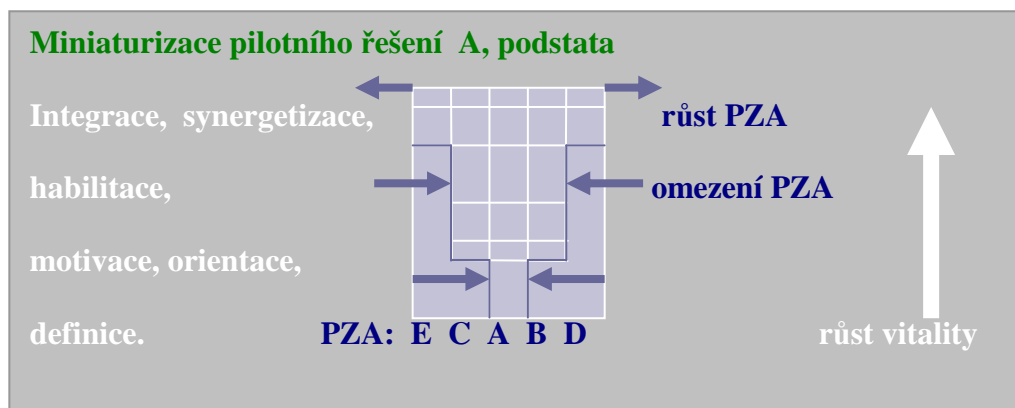 Miniaturizace pilotního řešení A, podstata
Integrace, synergetizace,
růst PZA
habilitace,
omezení PZA
motivace, orientace,
definice.
PZA: E C A B D
růst vitality